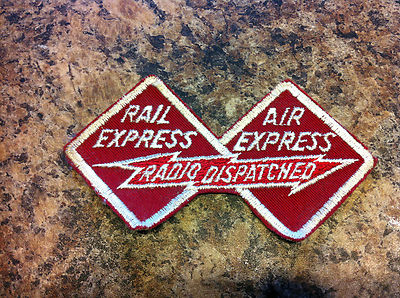 RAIL
EXPRESS
AIR
EXPRESS
RADIO DISPATCHED